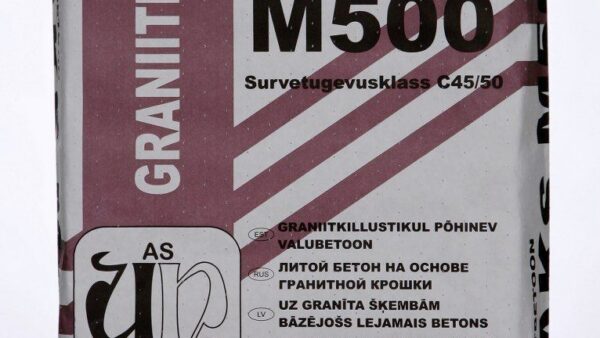 GRANIIT
M500
Survetugevusklass C45/50
EST GRANIITKILLUSTIKUL PÕHINEV
VALUBETOON
RUS ЛИТОЙ БЕТОН НА ОСНОВЕ
ГРАНИТНОЙ КРОШКИ
LV UZ GRANĪTA ŠĶEMBĀM
BĀZĒJOŠS LEJAMAIS BETONS
AS